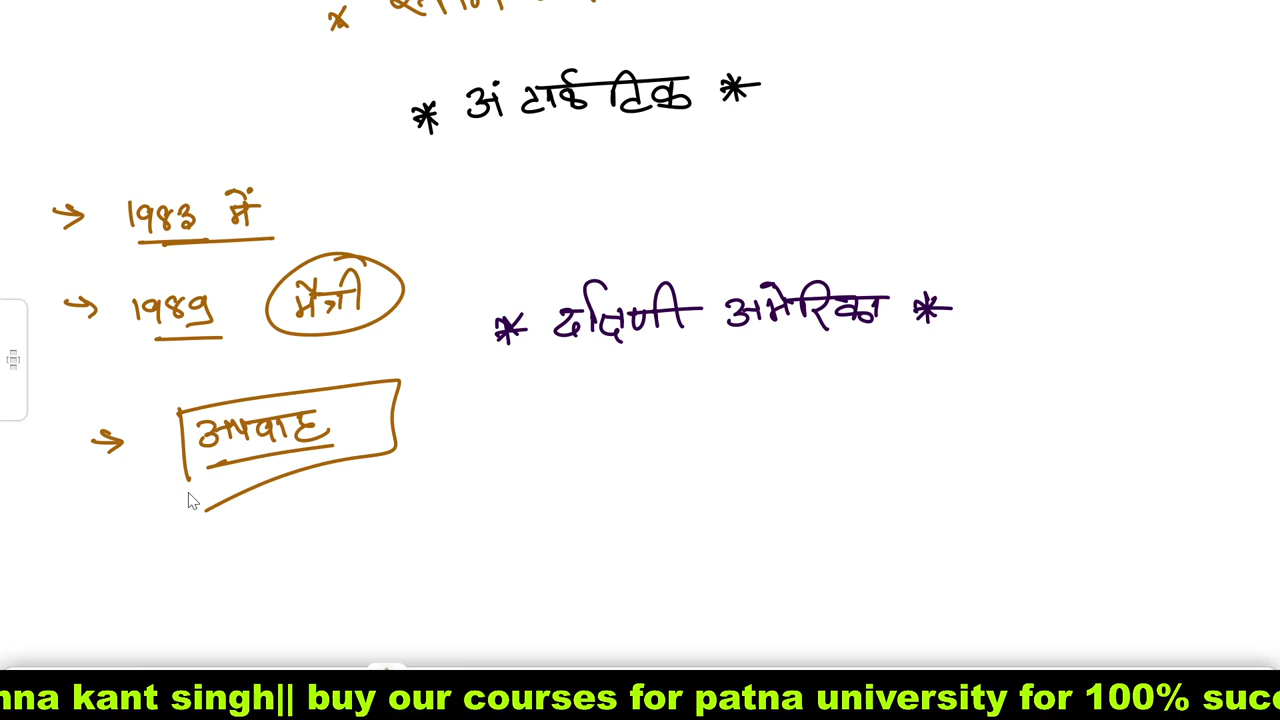 * अंटार्कटिक *
→ 1983 में
→ 1989 मैत्री
* दक्षिणी अमेरिका *
→ अपवाह
nna kant singh|| buy our courses for patna university for 100% succ